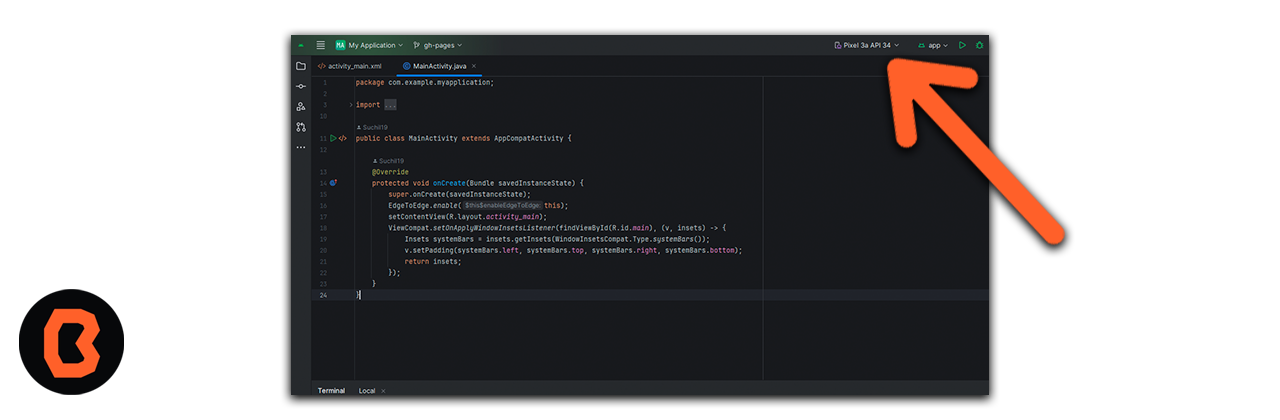 MA My Application gh-pages Pixel 3a API 34 app
</> activity_main.xml MainActivity.java ×
1 package com.example.myapplication;
2
3 import ...
10
Suchil19
11 public class MainActivity extends AppCompatActivity {
12
Suchil19
13 @Override
14 protected void onCreate(Bundle savedInstanceState) {
15 super.onCreate(savedInstanceState);
16 EdgeToEdge.enable( $this$enableEdgeToEdge: this);
17 setContentView(R.layout.activity_main);
18 ViewCompat.setOnApplyWindowInsetsListener(findViewById(R.id.main), (v, insets) -> {
19 Insets systemBars = insets.getInsets(WindowInsetsCompat.Type.systemBars());
20 v.setPadding(systemBars.left, systemBars.top, systemBars.right, systemBars.bottom);
21 return insets;
22 });
23 }
24 }
Terminal Local ×